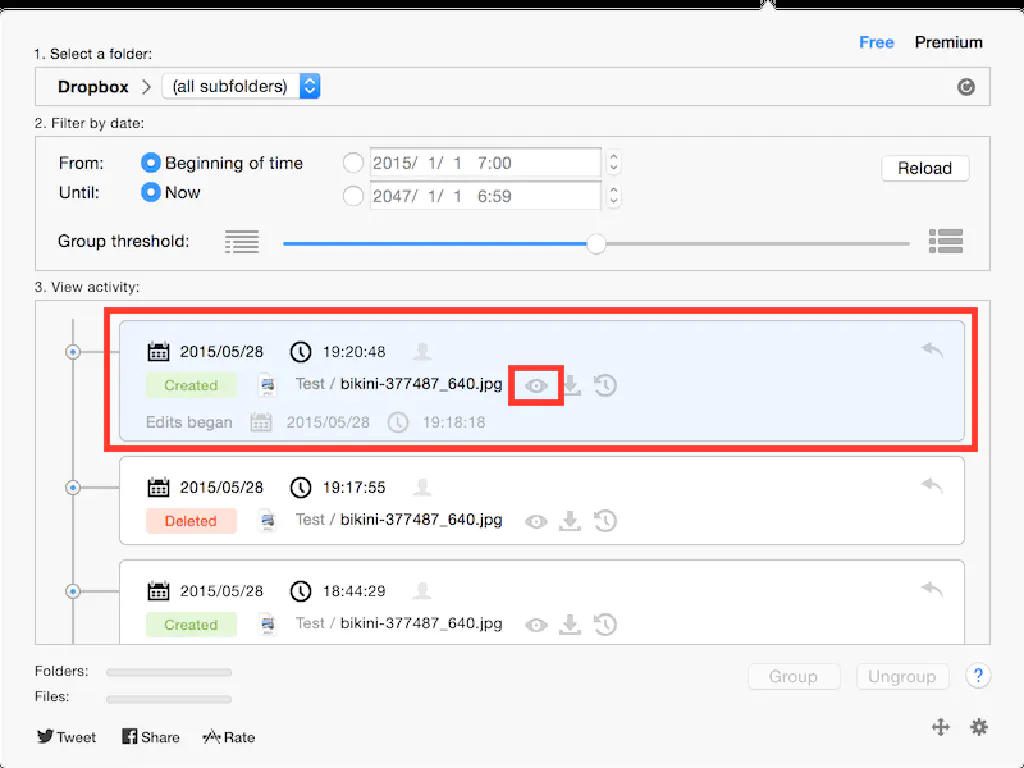 Free Premium
1. Select a folder:
Dropbox (all subfolders)
2. Filter by date:
From: Beginning of time 2015/ 1/ 1 7:00
Reload
Until: Now 2047/ 1/ 1 6:59
Group threshold:
3. View activity:
2015/05/28 19:20:48
Created Test / bikini-377487_640.jpg
Edits began 2015/05/28 19:18:18
2015/05/28 19:17:55
Deleted Test / bikini-377487_640.jpg
2015/05/28 18:44:29
Created Test / bikini-377487_640.jpg
Folders:
Group Ungroup ?
Files:
Tweet Share Rate